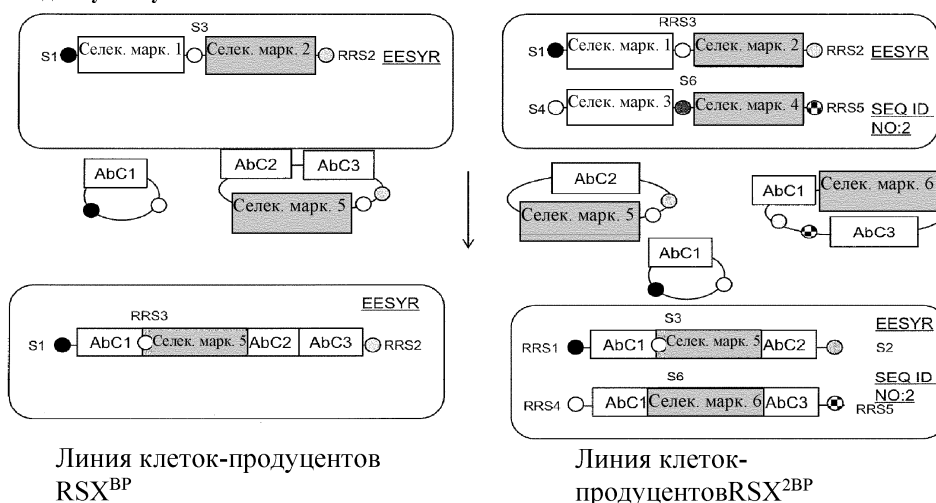 S3
S1 Селек. марк. 1 Селек. марк. 2 RRS2 EESYR
AbC1
AbC2 AbC3
Селек. марк. 5
EESYR
RRS3
S1 AbC1 Селек. марк. 5 AbC2 AbC3 RRS2
Линия клеток-продуцентов
RSX^BP
RRS3
S1 Селек. марк. 1 Селек. марк. 2 RRS2 EESYR
S6
S4 Селек. марк. 3 Селек. марк. 4 RRS5 SEQ ID
NO:2
AbC2
Селек. марк. 5
AbC1 Селек. марк. 6
AbC3
AbC1
S3 EESYR
RRS1 AbC1 Селек. марк. 5 AbC2 S2
S6 SEQ ID
NO:2
RRS4 AbC1 Селек. марк. 6 AbC3 RRS5
Линия клеток-
продуцентовRSX^2BP